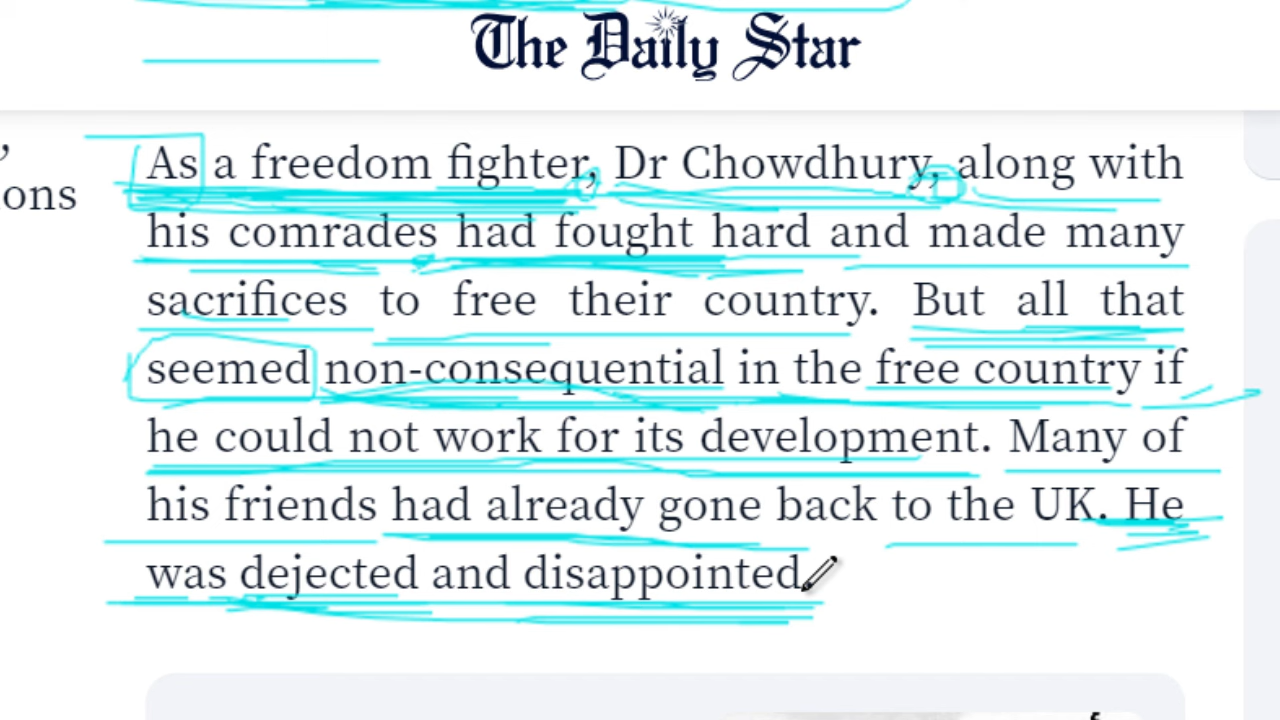 The Daily Star
,
ons
As a freedom fighter, Dr Chowdhury, along with
his comrades had fought hard and made many
sacrifices to free their country. But all that
seemed non-consequential in the free country if
he could not work for its development. Many of
his friends had already gone back to the UK. He
was dejected and disappointed